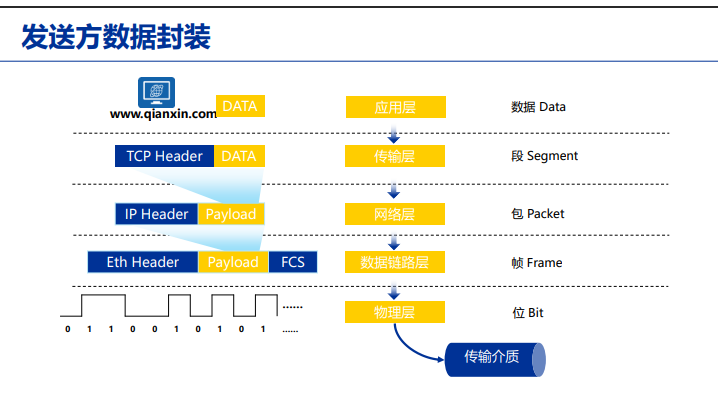 发送方数据封装
www.qianxin.com
DATA
应用层
数据 Data
TCP Header
DATA
传输层
段 Segment
IP Header
Payload
网络层
包 Packet
Eth Header
Payload
FCS
数据链路层
帧 Frame
......
0 1 1 0 0 1 0 1 0 1 ......
物理层
位 Bit
传输介质